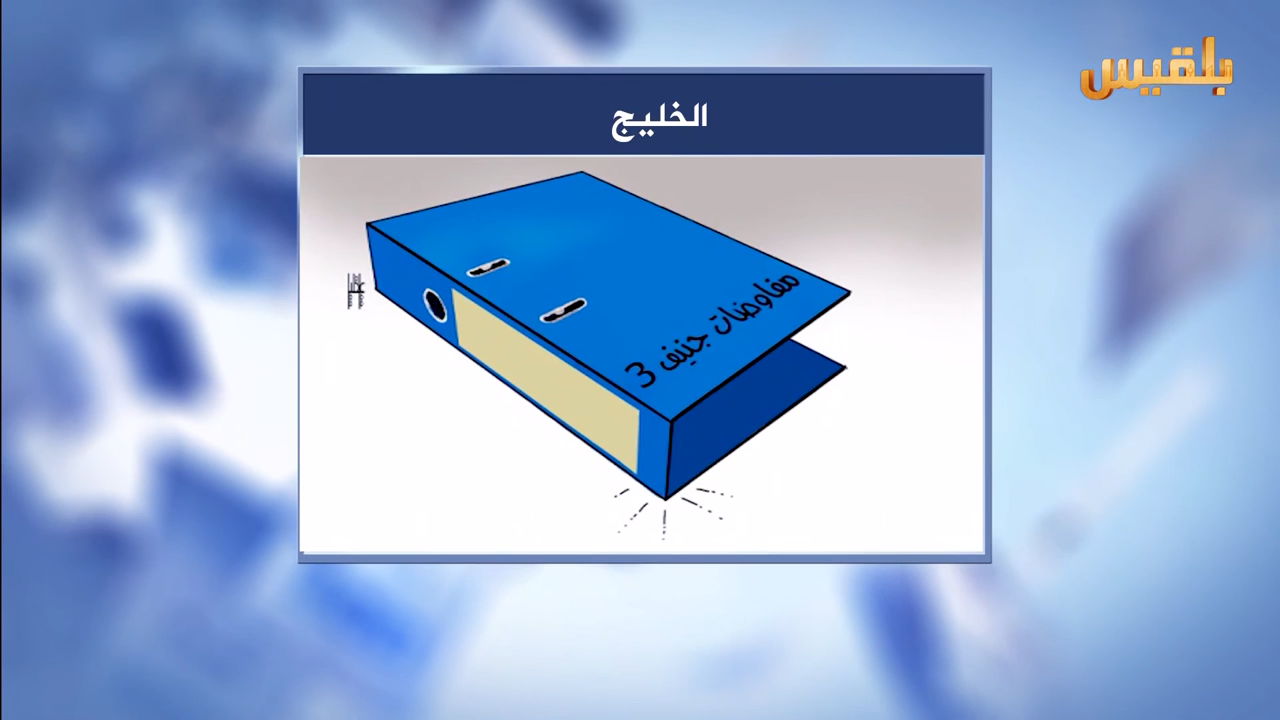 بلقيس
الخليج
مفاوضات جنيف 3